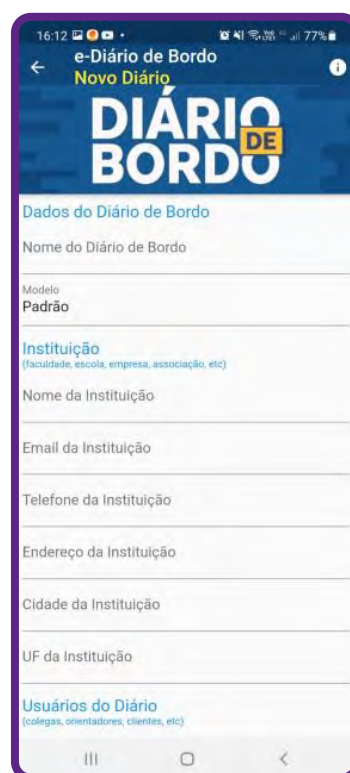 16:12 77%
e-Diário de Bordo
Novo Diário
DIÁRIO
DE
BORDO
Dados do Diário de Bordo
Nome do Diário de Bordo
Modelo
Padrão
Instituição
(faculdade, escola, empresa, associação, etc)
Nome da Instituição
Email da Instituição
Telefone da Instituição
Endereço da Instituição
Cidade da Instituição
UF da Instituição
Usuários do Diário
(colegas, orientadores, clientes, etc)